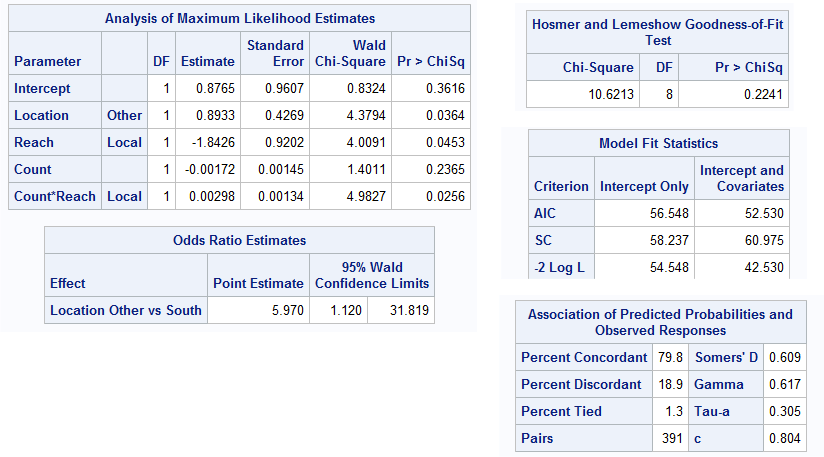 Analysis of Maximum Likelihood Estimates
Parameter DF Estimate Standard Error Wald Chi-Square Pr > ChiSq
Intercept 1 0.8765 0.9607 0.8324 0.3616
Location Other 1 0.8933 0.4269 4.3794 0.0364
Reach Local 1 -1.8426 0.9202 4.0091 0.0453
Count 1 -0.00172 0.00145 1.4011 0.2365
Count*Reach Local 1 0.00298 0.00134 4.9827 0.0256
Odds Ratio Estimates
Effect Point Estimate 95% Wald Confidence Limits
Location Other vs South 5.970 1.120 31.819
Hosmer and Lemeshow Goodness-of-Fit
Test
Chi-Square DF Pr > ChiSq
10.6213 8 0.2241
Model Fit Statistics
Criterion Intercept Only Intercept and Covariates
AIC 56.548 52.530
SC 58.237 60.975
-2 Log L 54.548 42.530
Association of Predicted Probabilities and
Observed Responses
Percent Concordant 79.8 Somers' D 0.609
Percent Discordant 18.9 Gamma 0.617
Percent Tied 1.3 Tau-a 0.305
Pairs 391 c 0.804